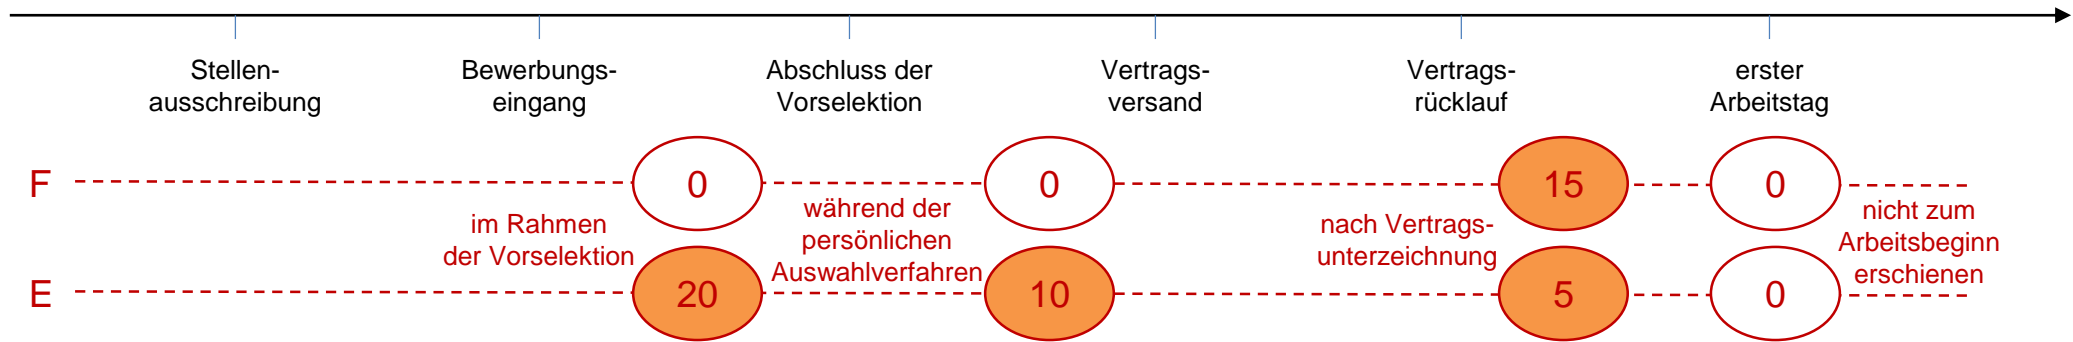 Stellen-
ausschreibung
Bewerbungs-
eingang
Abschluss der
Vorselektion
Vertrags-
versand
Vertrags-
rücklauf
erster
Arbeitstag
F
0
0
15
0
im Rahmen
der Vorselektion
während der
persönlichen
Auswahlverfahren
nach Vertrags-
unterzeichnung
nicht zum
Arbeitsbeginn
erschienen
E
20
10
5
0